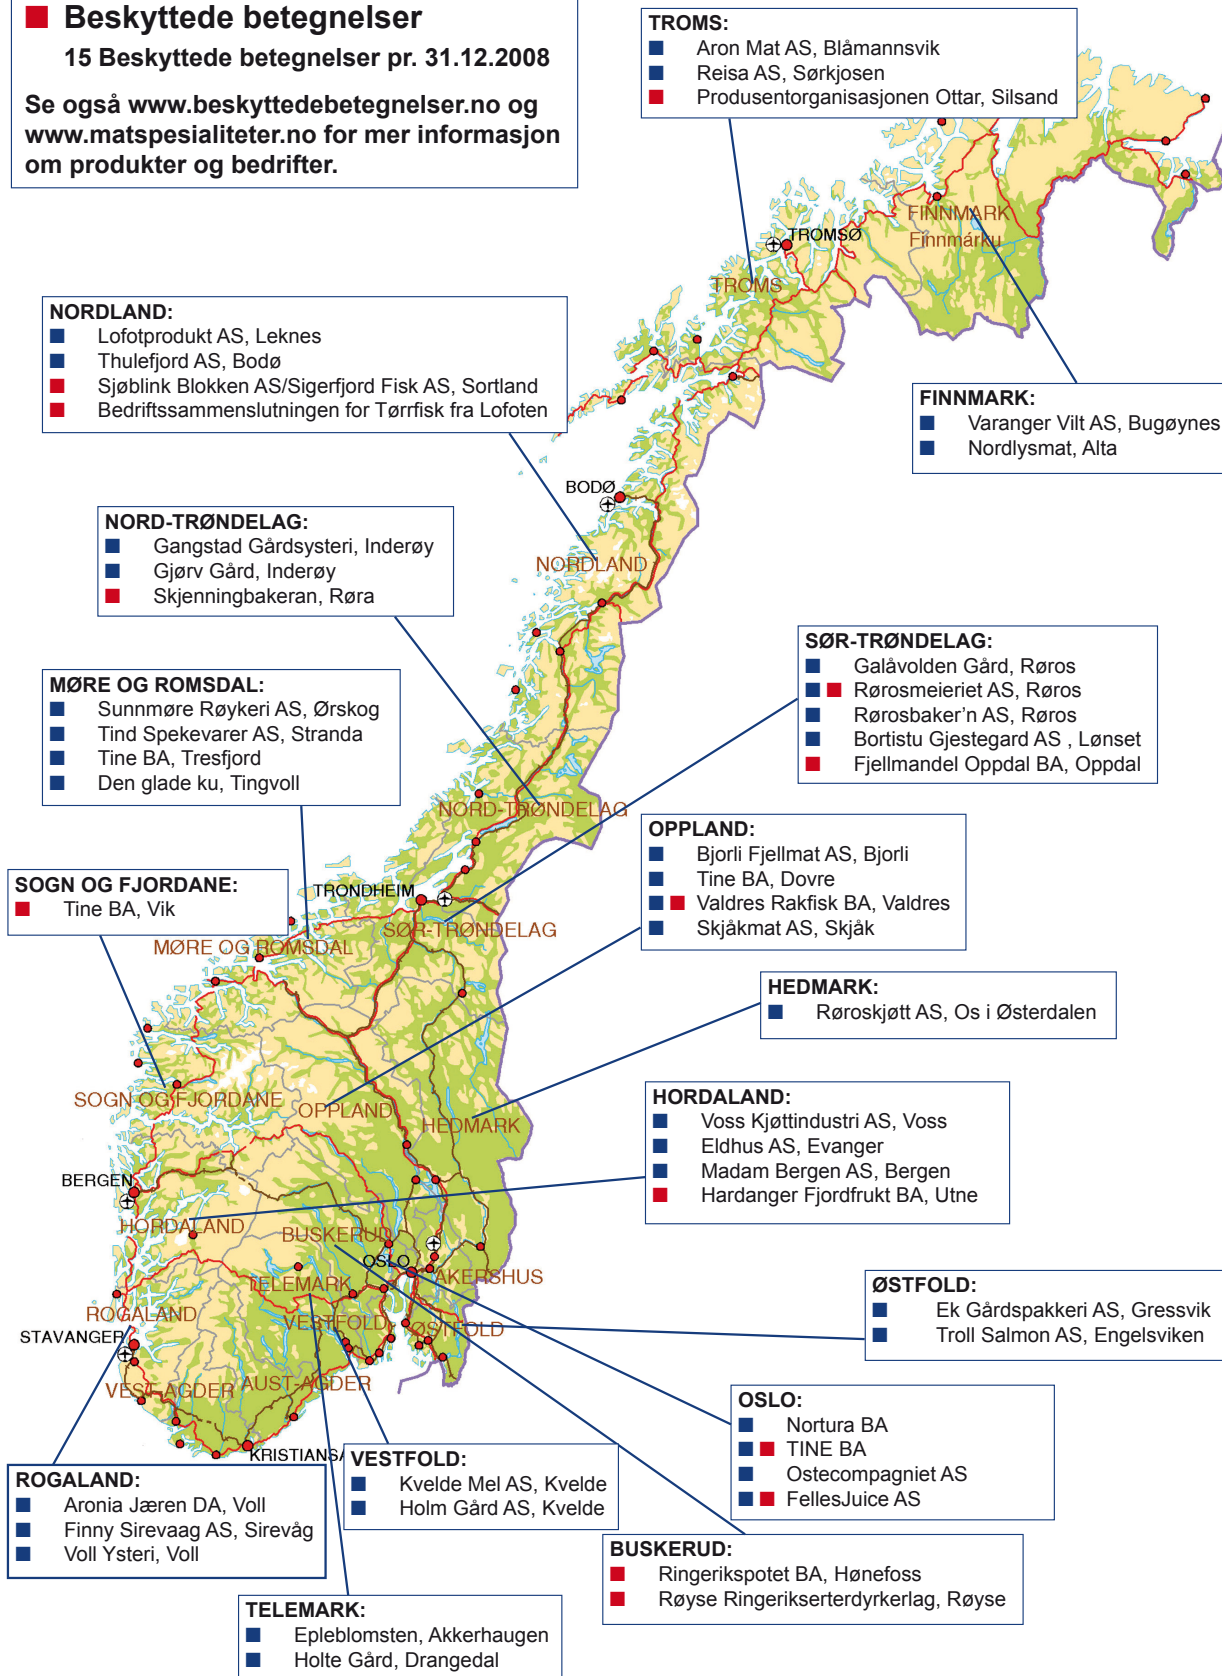 Beskyttede betegnelser
15 Beskyttede betegnelser pr. 31.12.2008
Se også www.beskyttedebetegnelser.no og
www.matspesialiteter.no for mer informasjon
om produkter og bedrifter.
TROMS:
Aron Mat AS, Blåmannsvik
Reisa AS, Sørkjosen
Produsentorganisasjonen Ottar, Silsand
FINNMARK
Finnmárku
TROMSØ
TROMS
NORDLAND:
Lofotprodukt AS, Leknes
Thulefjord AS, Bodø
Sjøblink Blokken AS/Sigerfjord Fisk AS, Sortland
Bedriftssammenslutningen for Tørrfisk fra Lofoten
FINNMARK:
Varanger Vilt AS, Bugøynes
Nordlysmat, Alta
BODØ
NORDLAND
NORD-TRØNDELAG:
Gangstad Gårdsysteri, Inderøy
Gjørv Gård, Inderøy
Skjenningbakeran, Røra
SØR-TRØNDELAG:
Galåvolden Gård, Røros
Rørosmeieriet AS, Røros
Rørosbaker’n AS, Røros
Bortistu Gjestegard AS , Lønset
Fjellmandel Oppdal BA, Oppdal
MØRE OG ROMSDAL:
Sunnmøre Røykeri AS, Ørskog
Tind Spekevarer AS, Stranda
Tine BA, Tresfjord
Den glade ku, Tingvoll
NORD-TRØNDELAG
OPPLAND:
Bjorli Fjellmat AS, Bjorli
Tine BA, Dovre
Valdres Rakfisk BA, Valdres
Skjåkmat AS, Skjåk
SOGN OG FJORDANE:
Tine BA, Vik
TRONDHEIM
SØR-TRØNDELAG
MØRE OG ROMSDAL
HEDMARK:
Røroskjøtt AS, Os i Østerdalen
SOGN OG FJORDANE
OPPLAND
HEDMARK
HORDALAND:
Voss Kjøttindustri AS, Voss
Eldhus AS, Evanger
Madam Bergen AS, Bergen
Hardanger Fjordfrukt BA, Utne
BERGEN
HORDALAND
BUSKERUD
OSLO
AKERSHUS
TELEMARK
ROGALAND
VESTFOLD
ØSTFOLD
STAVANGER
VEST-AGDER
AUST-AGDER
KRISTIANSA
ØSTFOLD:
Ek Gårdspakkeri AS, Gressvik
Troll Salmon AS, Engelsviken
OSLO:
Nortura BA
TINE BA
Ostecompagniet AS
FellesJuice AS
ROGALAND:
Aronia Jæren DA, Voll
Finny Sirevaag AS, Sirevåg
Voll Ysteri, Voll
VESTFOLD:
Kvelde Mel AS, Kvelde
Holm Gård AS, Kvelde
BUSKERUD:
Ringerikspotet BA, Hønefoss
Røyse Ringerikserterdyrkerlag, Røyse
TELEMARK:
Epleblomsten, Akkerhaugen
Holte Gård, Drangedal